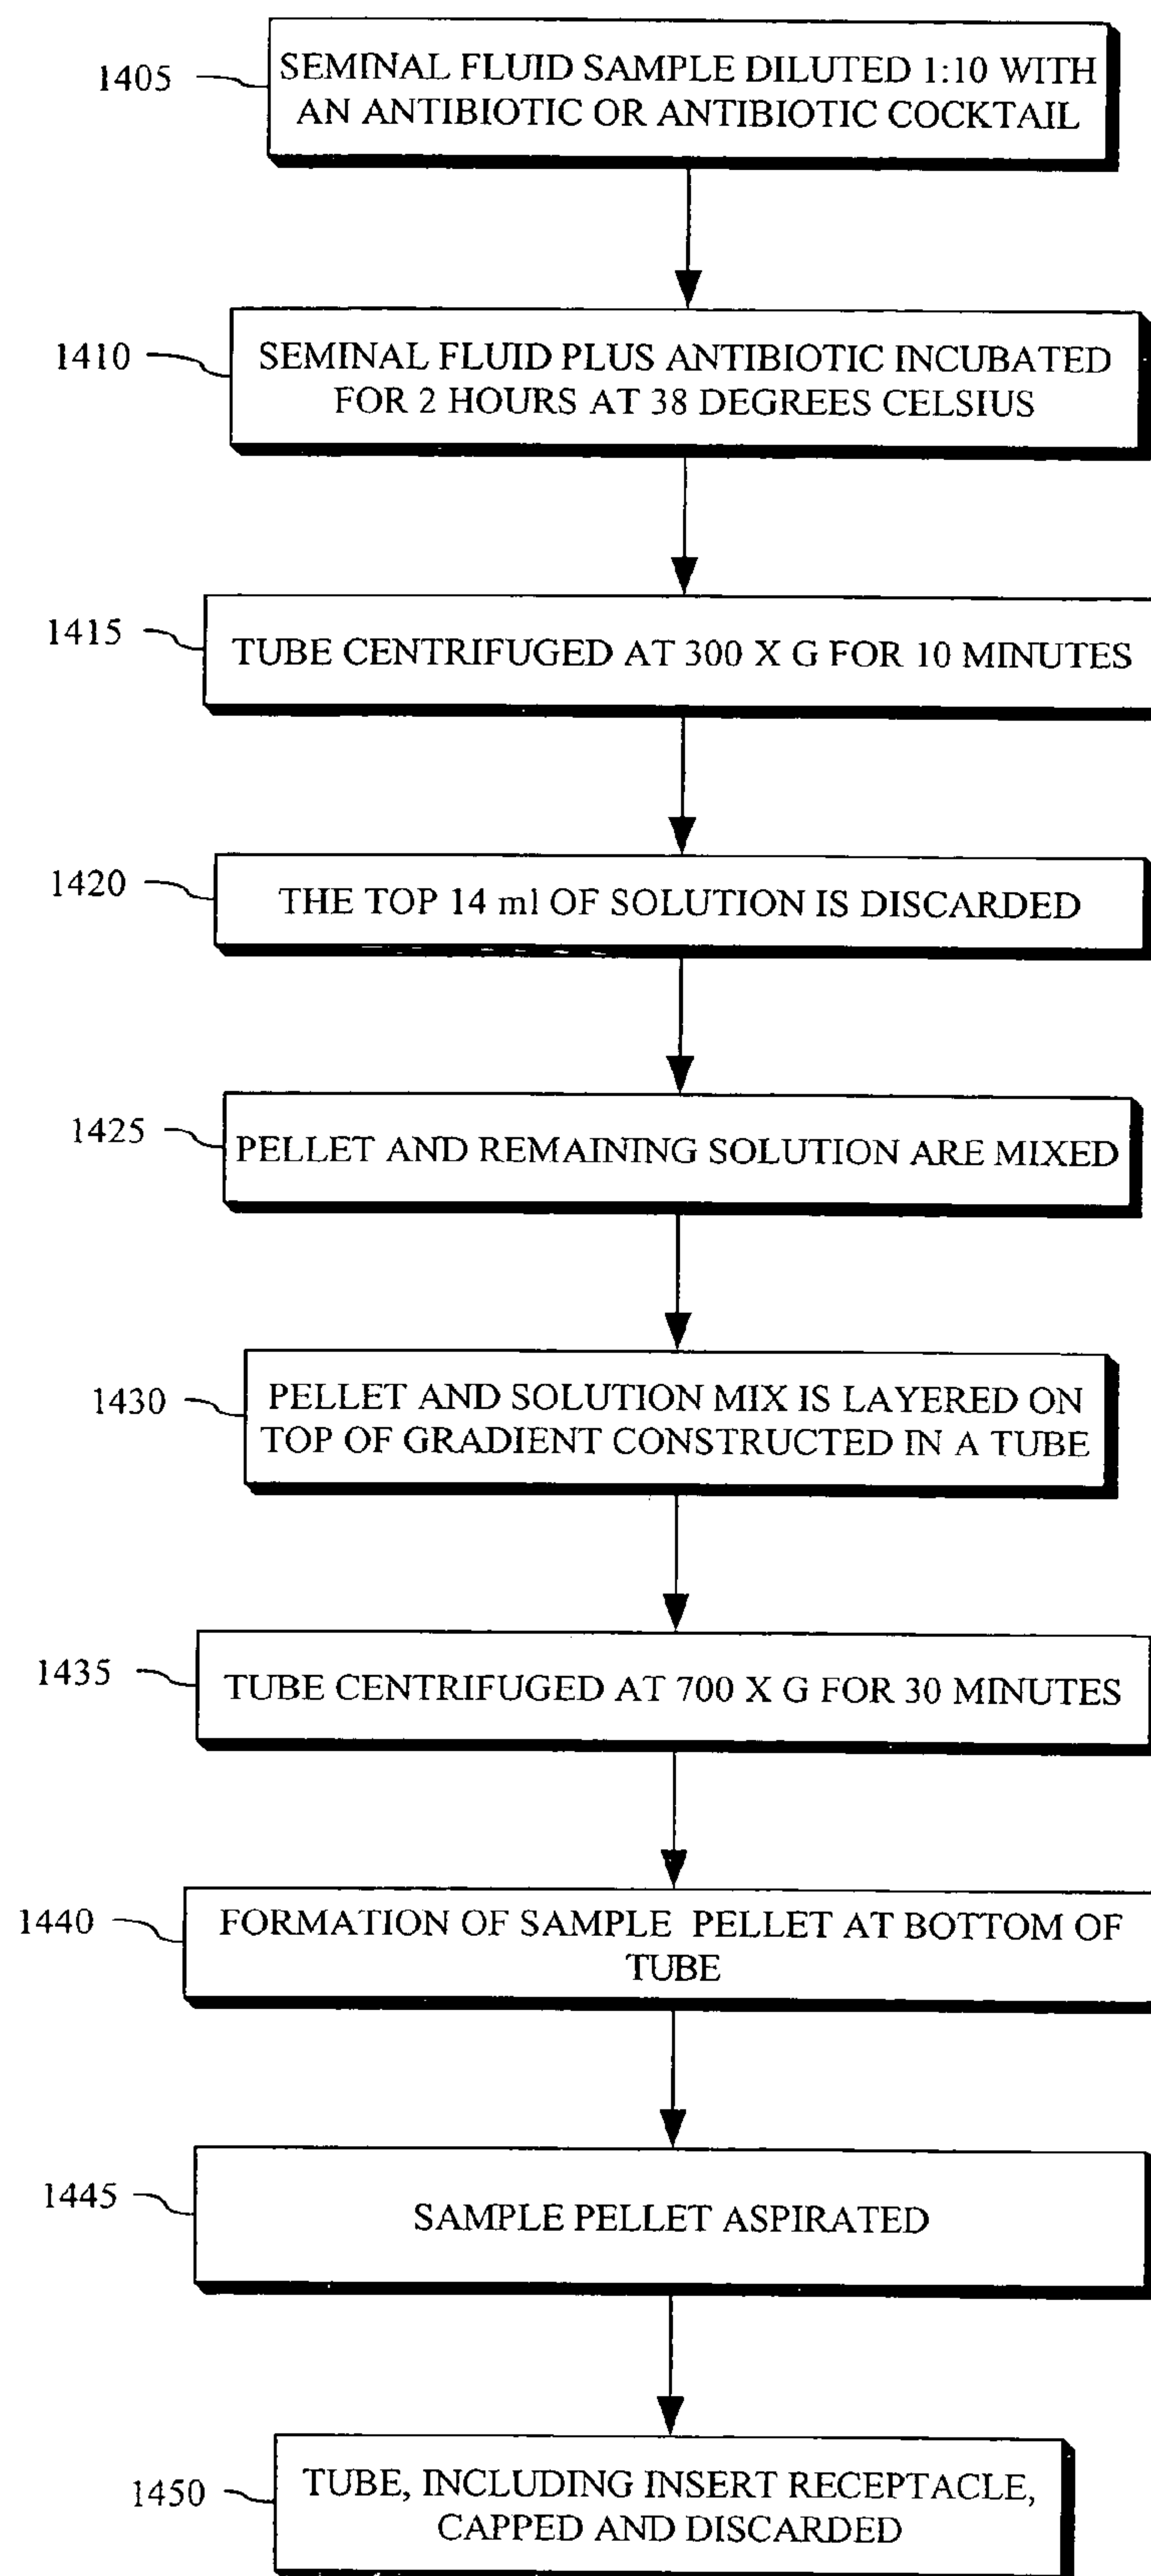 1405
SEMINAL FLUID SAMPLE DILUTED 1:10 WITH
AN ANTIBIOTIC OR ANTIBIOTIC COCKTAIL
1410
SEMINAL FLUID PLUS ANTIBIOTIC INCUBATED
FOR 2 HOURS AT 38 DEGREES CELSIUS
1415
TUBE CENTRIFUGED AT 300 X G FOR 10 MINUTES
1420
THE TOP 14 ml OF SOLUTION IS DISCARDED
1425
PELLET AND REMAINING SOLUTION ARE MIXED
1430
PELLET AND SOLUTION MIX IS LAYERED ON
TOP OF GRADIENT CONSTRUCTED IN A TUBE
1435
TUBE CENTRIFUGED AT 700 X G FOR 30 MINUTES
1440
FORMATION OF SAMPLE PELLET AT BOTTOM OF
TUBE
1445
SAMPLE PELLET ASPIRATED
1450
TUBE, INCLUDING INSERT RECEPTACLE,
CAPPED AND DISCARDED